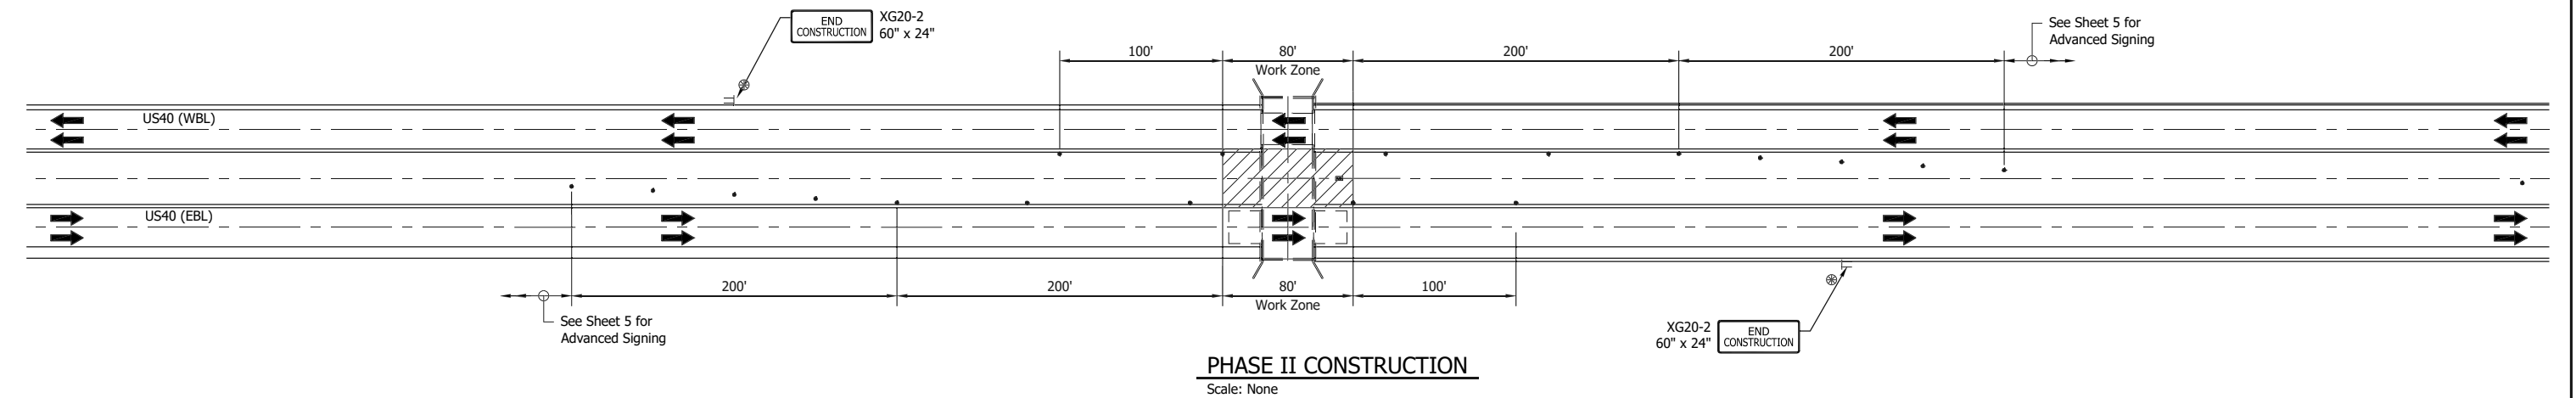 END
CONSTRUCTION
XG20-2
60" x 24"
See Sheet 5 for
Advanced Signing
100'
80'
200'
200'
Work Zone
US40 (WBL)
US40 (EBL)
200'
200'
80'
100'
Work Zone
See Sheet 5 for
Advanced Signing
XG20-2
60" x 24"
END
CONSTRUCTION
PHASE II CONSTRUCTION
Scale: None